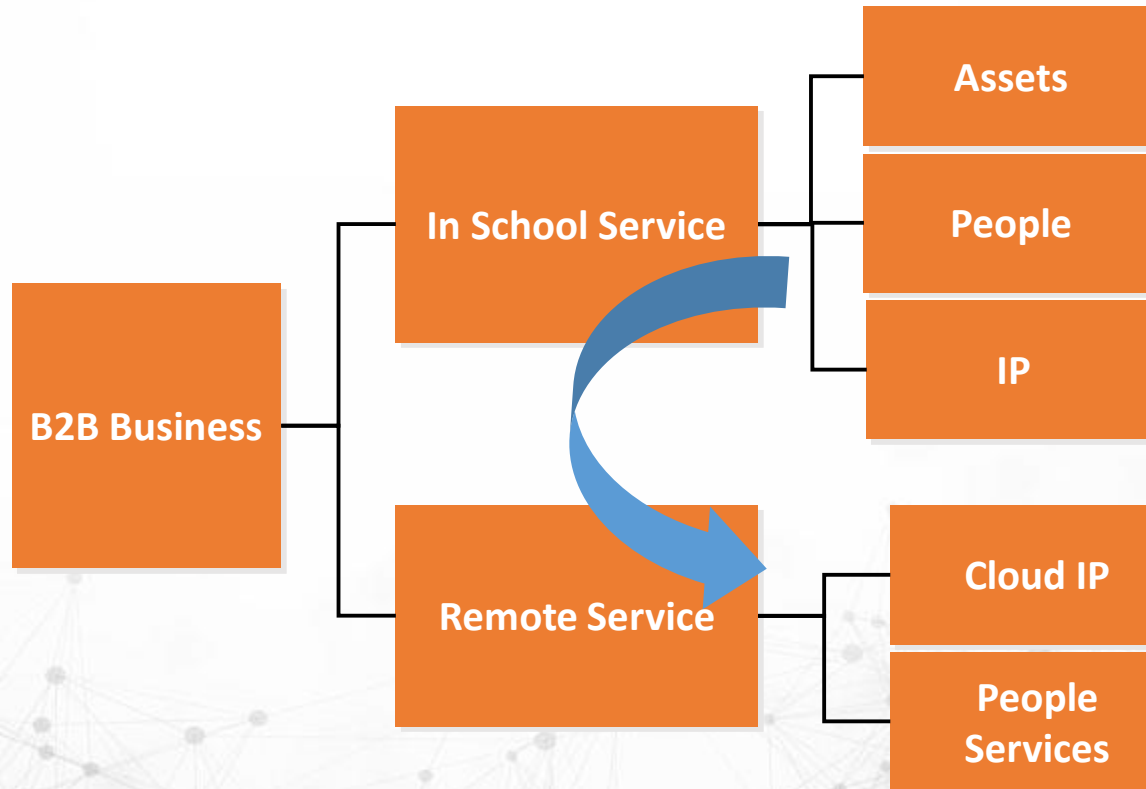 Assets
In School Service
People
IP
B2B Business
Remote Service
Cloud IP
People
Services